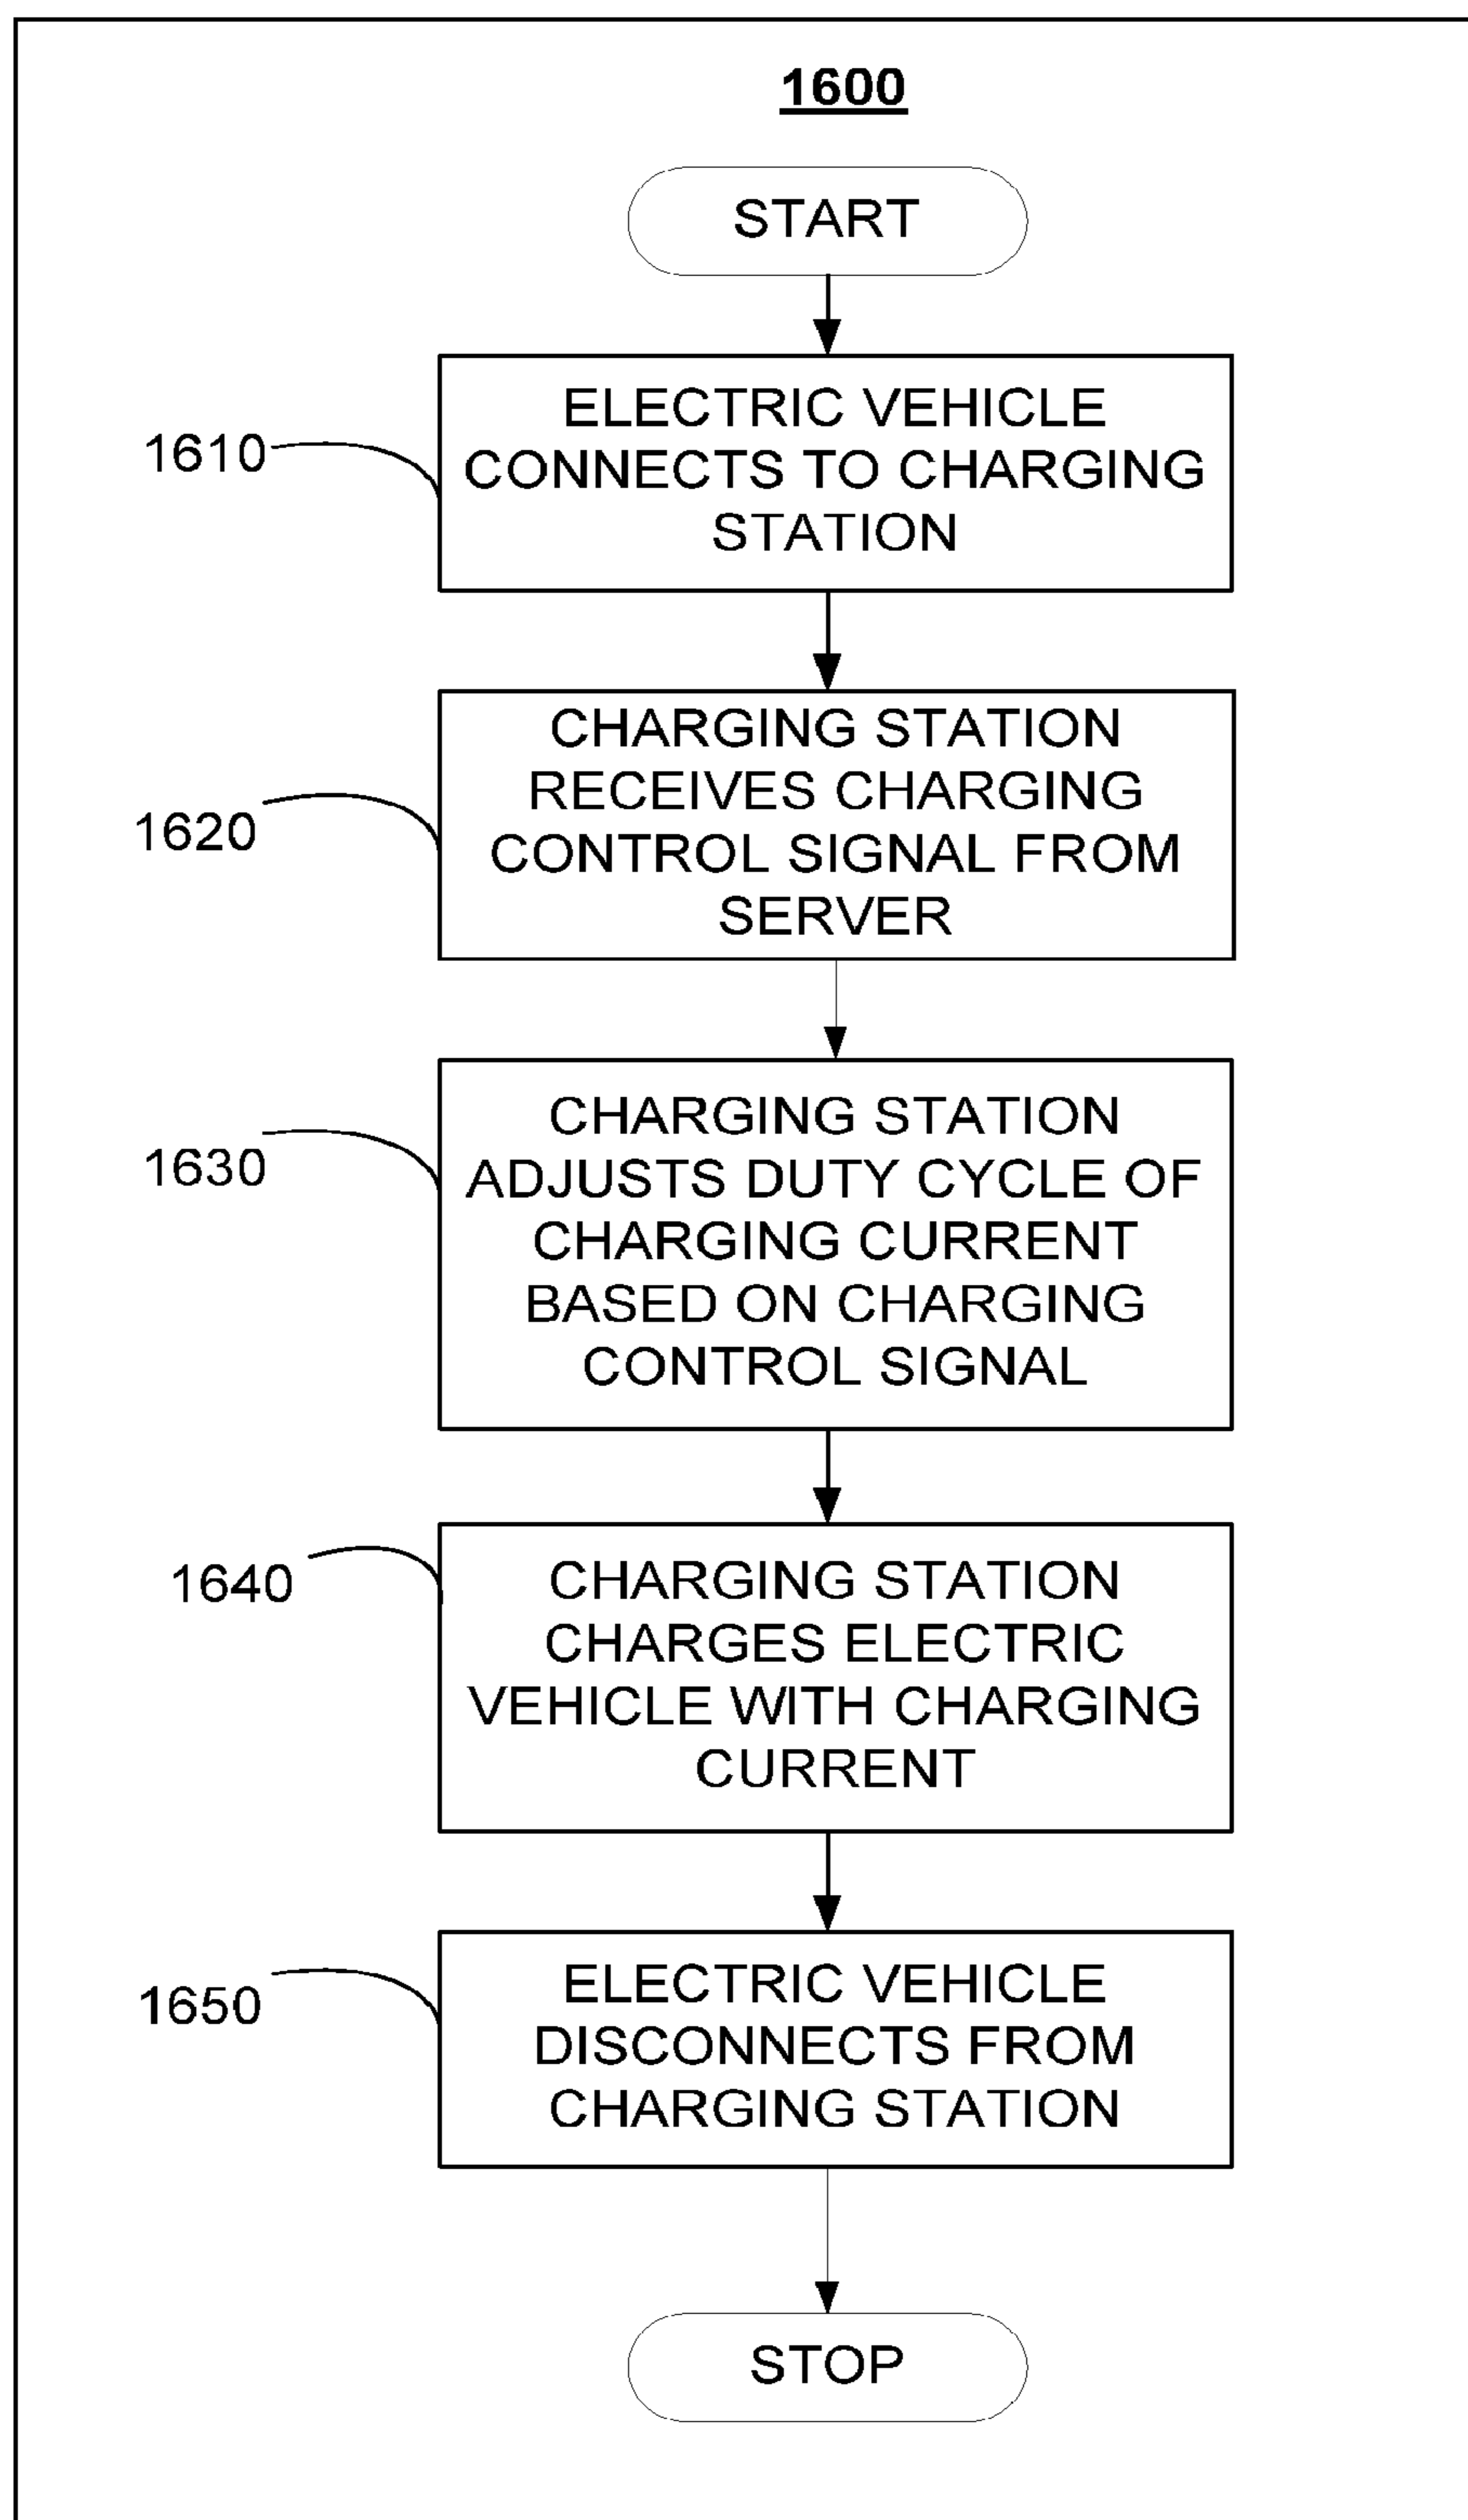 1600
START
1610
ELECTRIC VEHICLE
CONNECTS TO CHARGING
STATION
1620
CHARGING STATION
RECEIVES CHARGING
CONTROL SIGNAL FROM
SERVER
1630
CHARGING STATION
ADJUSTS DUTY CYCLE OF
CHARGING CURRENT
BASED ON CHARGING
CONTROL SIGNAL
1640
CHARGING STATION
CHARGES ELECTRIC
VEHICLE WITH CHARGING
CURRENT
1650
ELECTRIC VEHICLE
DISCONNECTS FROM
CHARGING STATION
STOP